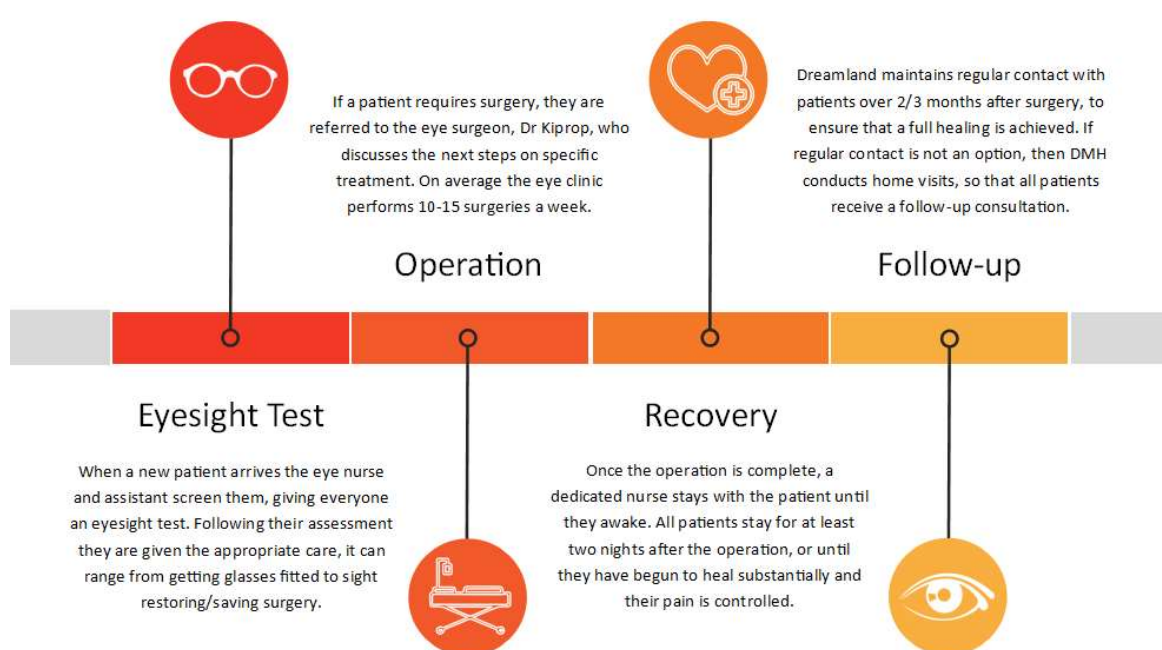 Eyesight Test
When a new patient arrives the eye nurse
and assistant screen them, giving everyone
an eyesight test. Following their assessment
they are given the appropriate care, it can
range from getting glasses fitted to sight
restoring/saving surgery.
If a patient requires surgery, they are
referred to the eye surgeon, Dr Kiprop, who
discusses the next steps on specific
treatment. On average the eye clinic
performs 10-15 surgeries a week.
Operation
Recovery
Once the operation is complete, a
dedicated nurse stays with the patient until
they awake. All patients stay for at least
two nights after the operation, or until
they have begun to heal substantially and
their pain is controlled.
Dreamland maintains regular contact with
patients over 2/3 months after surgery, to
ensure that a full healing is achieved. If
regular contact is not an option, then DMH
conducts home visits, so that all patients
receive a follow-up consultation.
Follow-up